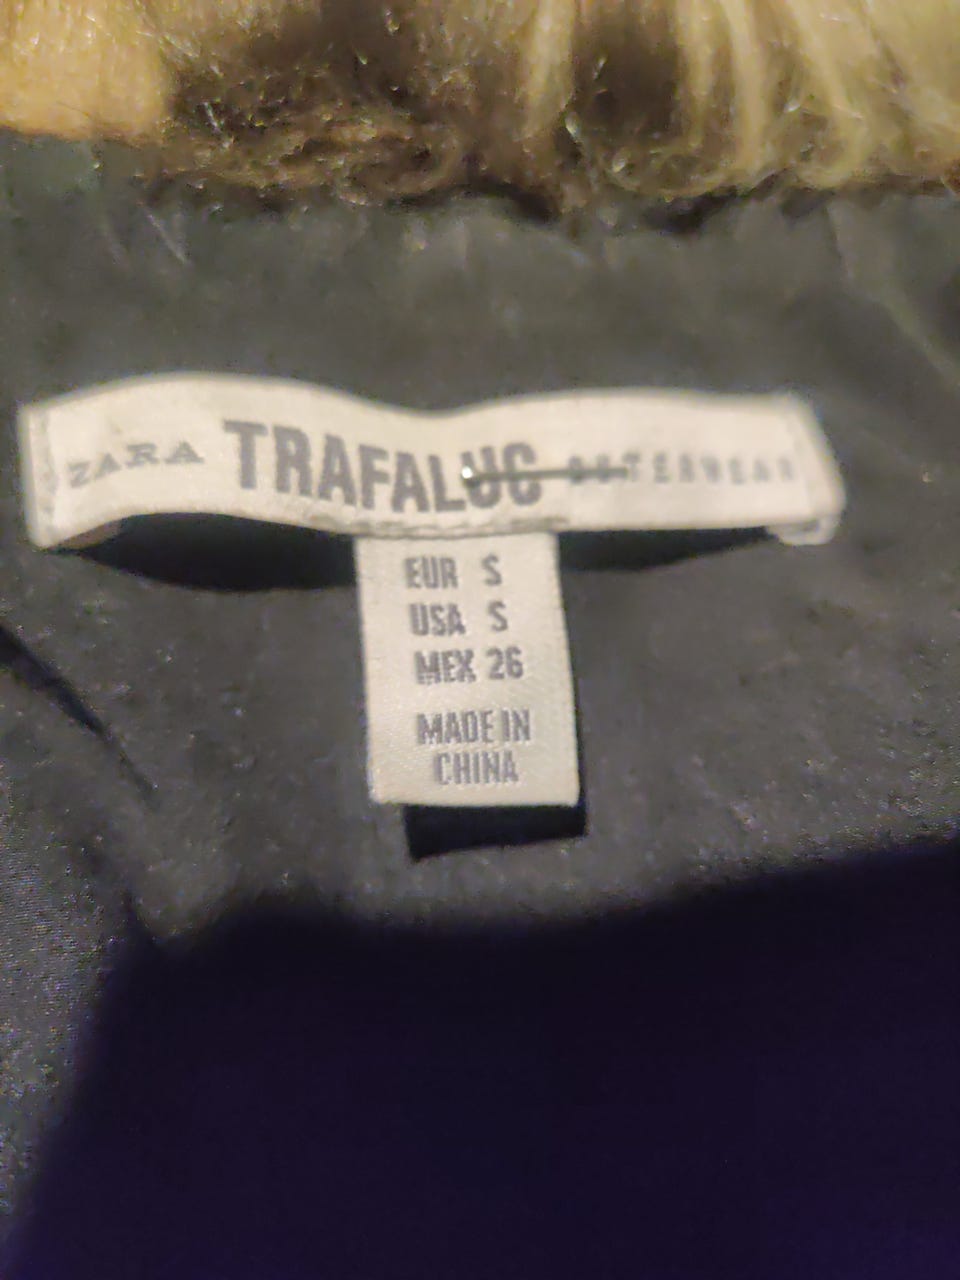 ZARA TRAFALUC OUTERWEAR
EUR S
USA S
MEX 26
MADE IN
CHINA